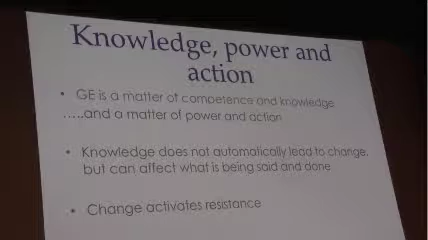 Knowledge, power and
action
• GE is a matter of competence and knowledge
.....and a matter of power and action
• Knowledge does not automatically lead to change,
but can affect what is being said and done
• Change activates resistance